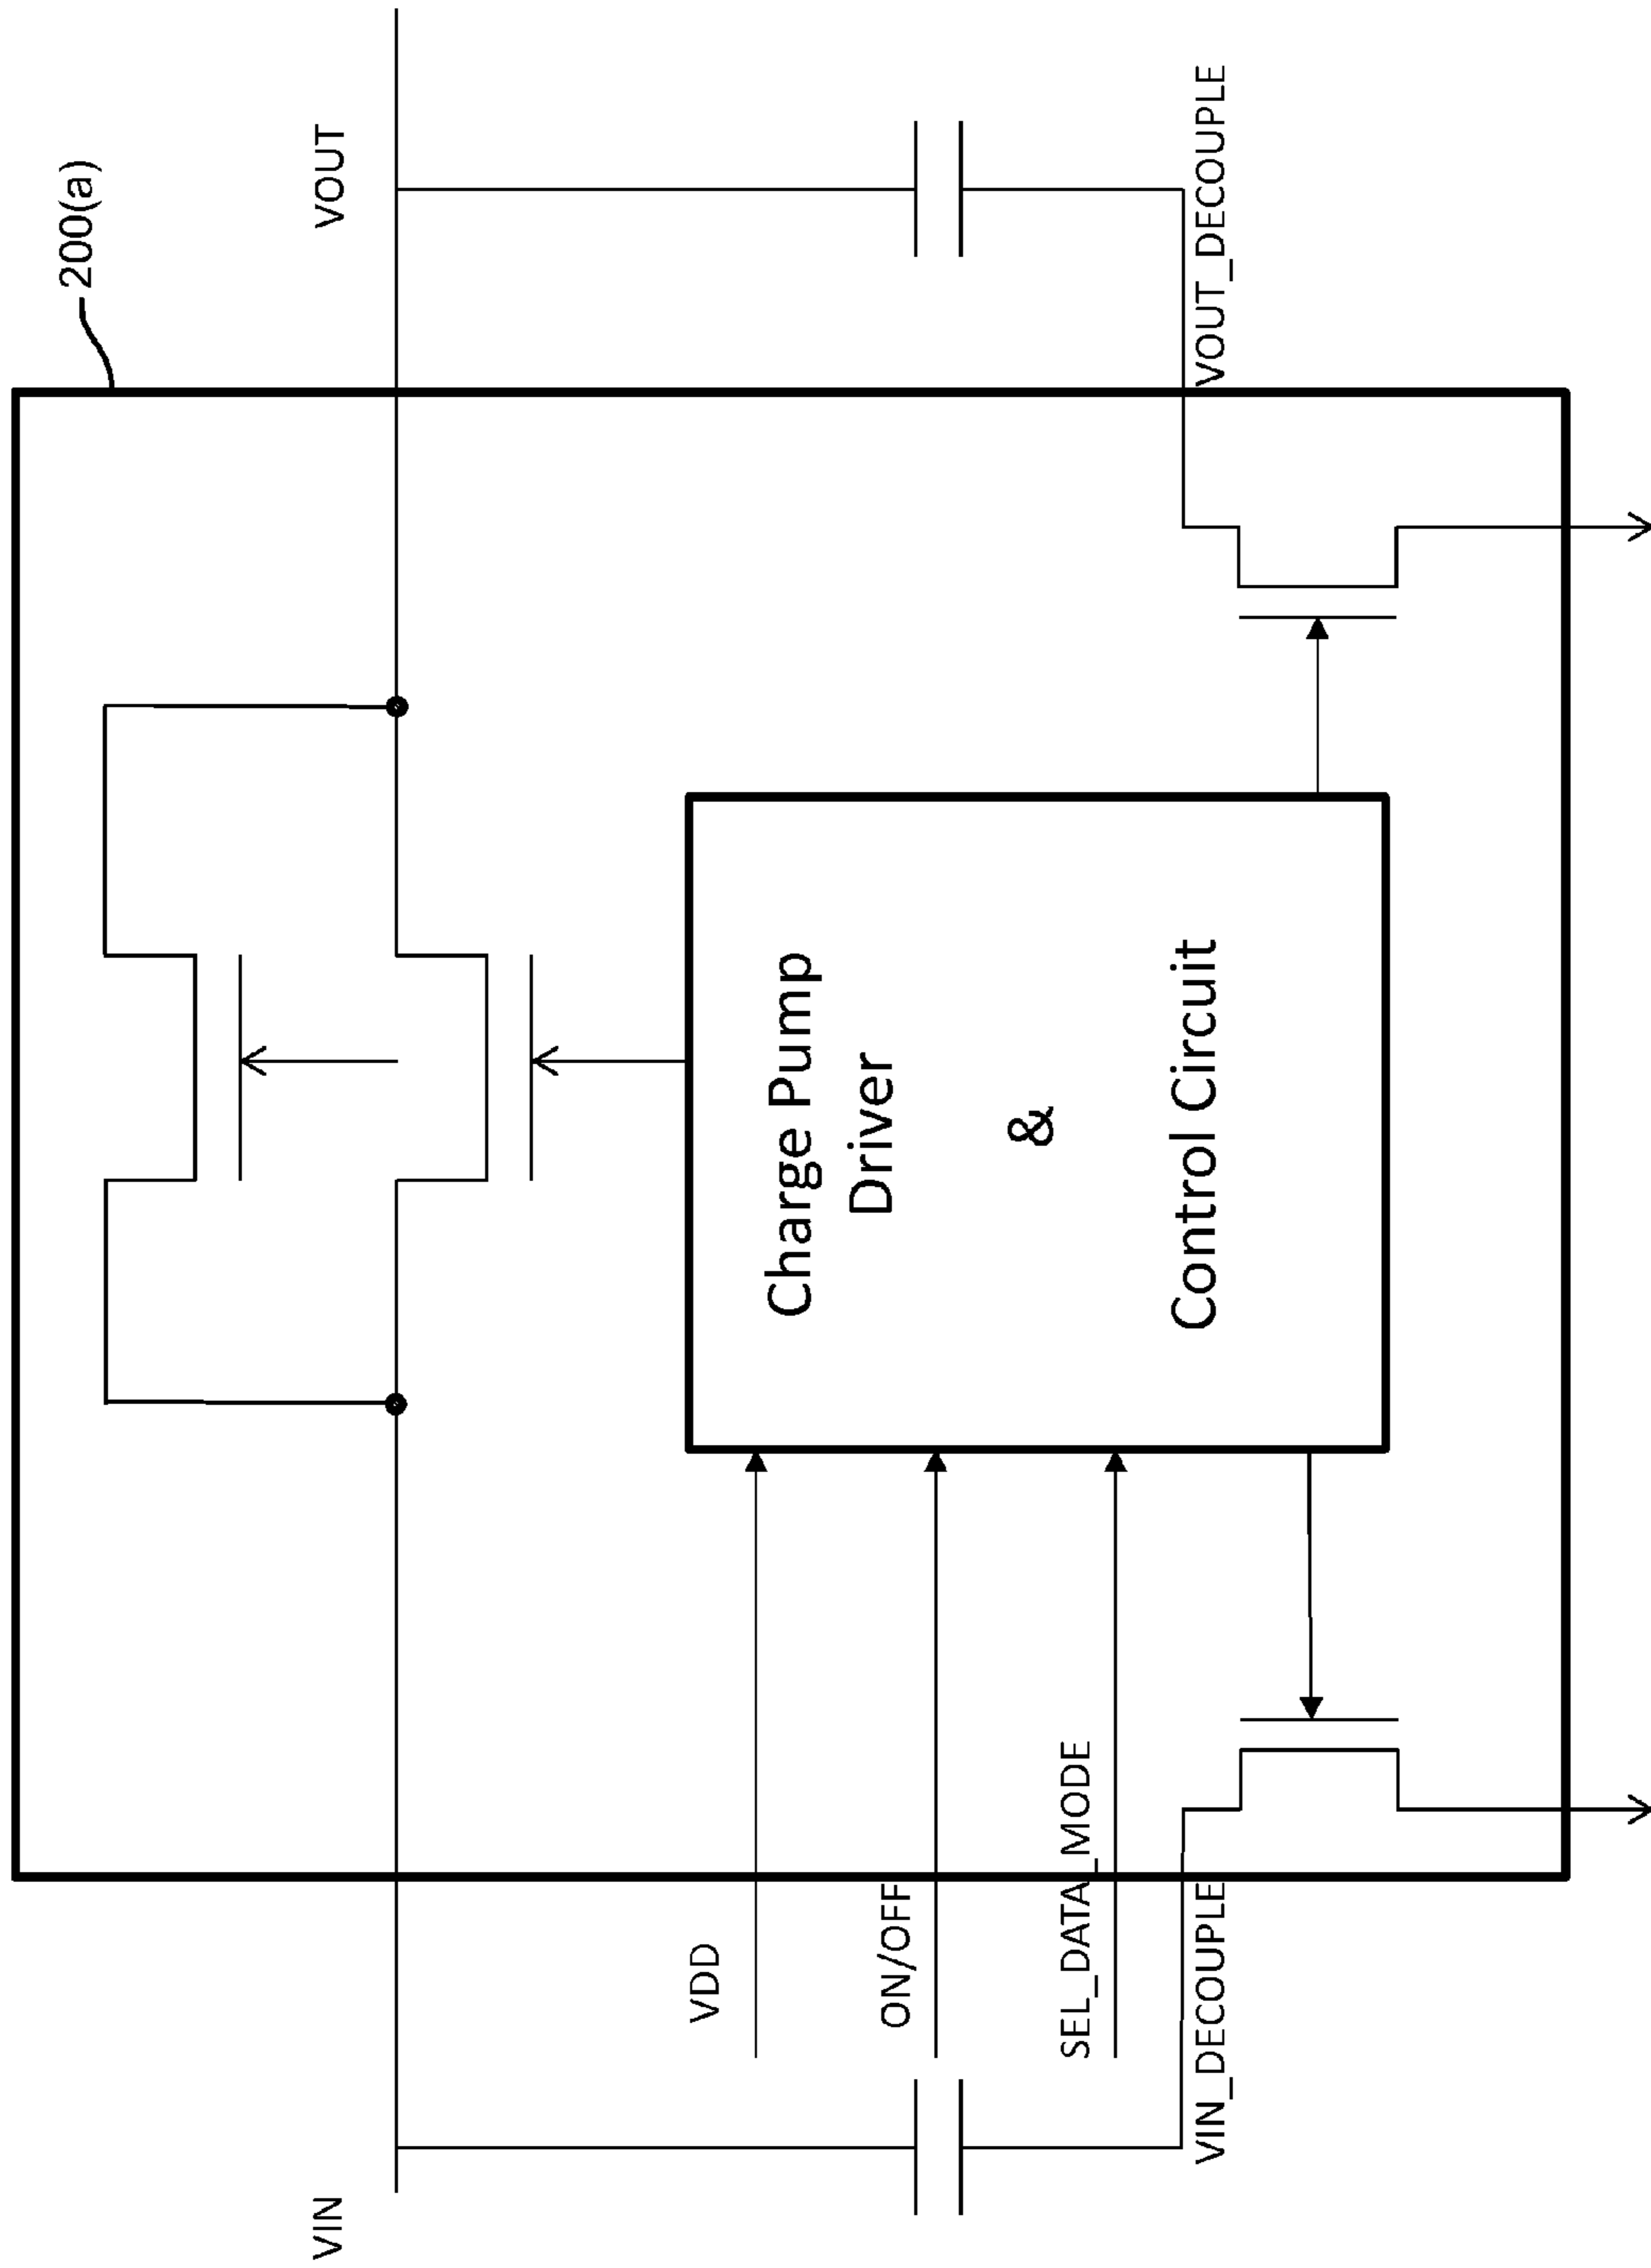 200(a)
VIN
VOUT
Charge Pump
Driver
&
Control Circuit
VDD
ON/OFF
SEL_DATA_MODE
VIN_DECOUPLE
VOUT_DECOUPLE